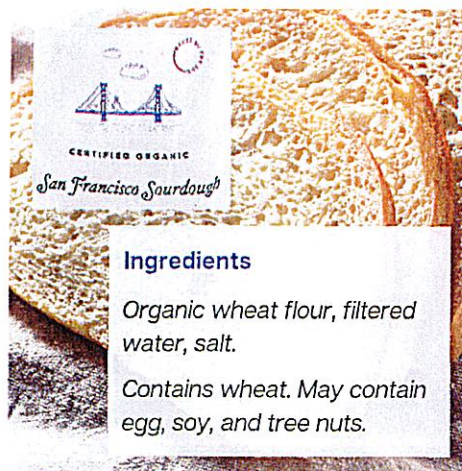 CERTIFIED ORGANIC
San Francisco Sourdough
Ingredients
Organic wheat flour, filtered
water, salt.
Contains wheat. May contain
egg, soy, and tree nuts.